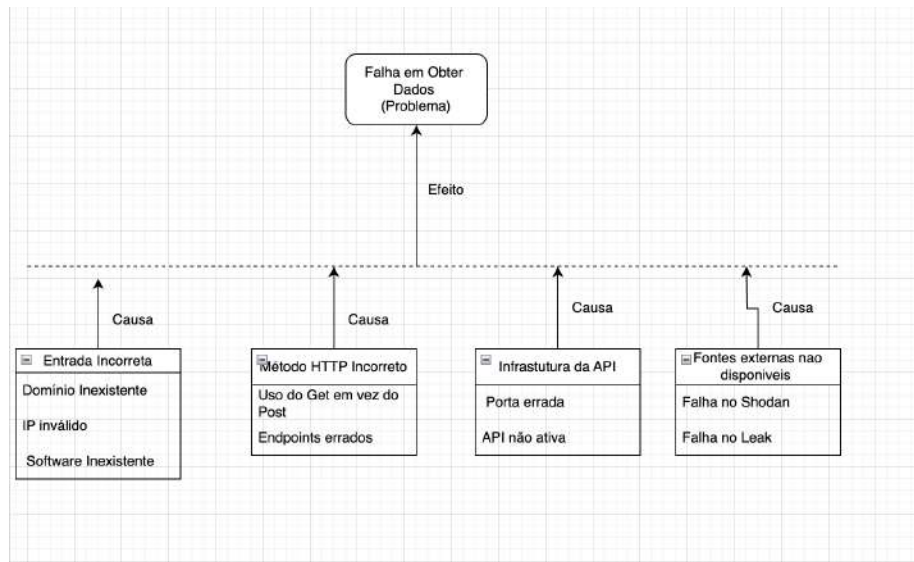 Falha em Obter
Dados
(Problema)
Efeito
Causa
Causa
Causa
Causa
Entrada Incorreta
Domínio Inexistente
IP inválido
Software Inexistente
Método HTTP Incorreto
Uso do Get em vez do
Post
Endpoints errados
Infrastutura da API
Porta errada
API não ativa
Fontes externas nao
disponiveis
Falha no Shodan
Falha no Leak